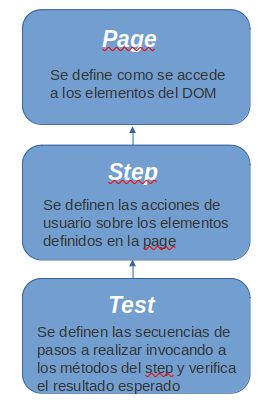 Page
Se define como se accede
a los elementos del DOM
Step
Se definen las acciones de
usuario sobre los elementos
definidos en la page
Test
Se definen las secuencias de
pasos a realizar invocando a
los métodos del step y verifica
el resultado esperado